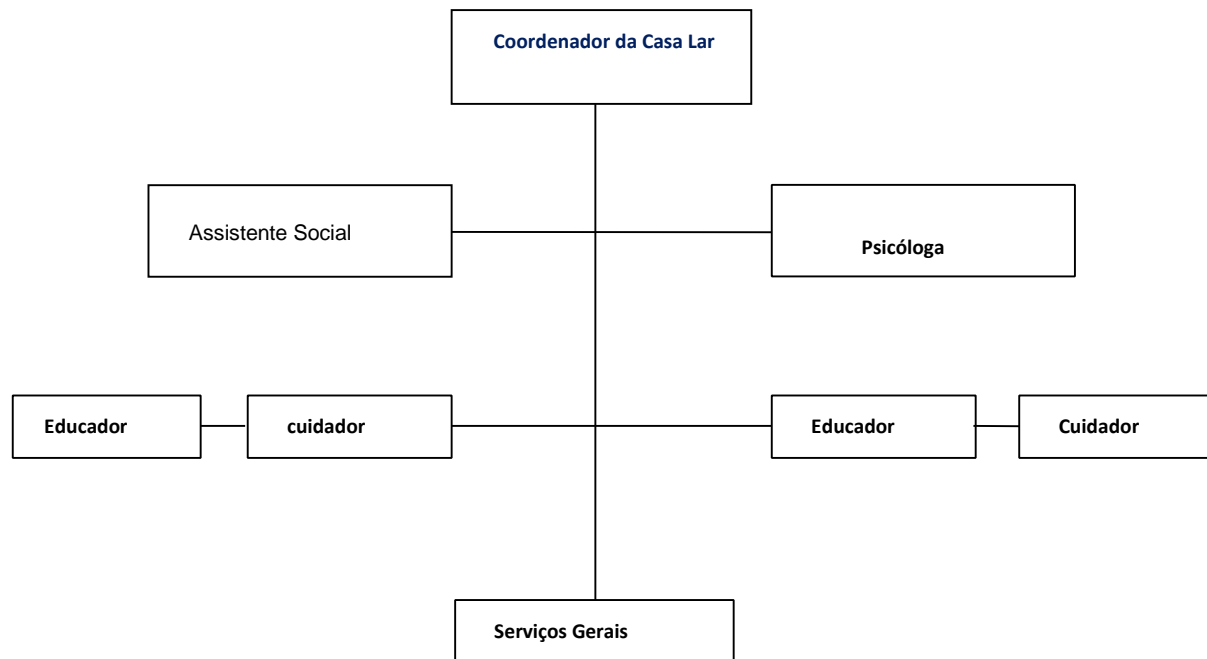 Coordenador da Casa Lar
Assistente Social
Psicóloga
Educador
cuidador
Educador
Cuidador
Serviços Gerais